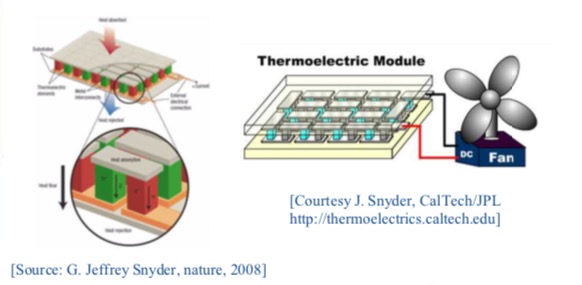 Heat absorbed
Substrates
Thermoelectric
elements
Metal
interconnects
External
electrical
connection
Current
Heat rejected
Heat absorption
Heat flow
Heat rejection
Thermoelectric Module
DC
Fan
[Courtesy J. Snyder, CalTech/JPL
http://thermoelectrics.caltech.edu]
[Source: G. Jeffrey Snyder, nature, 2008]